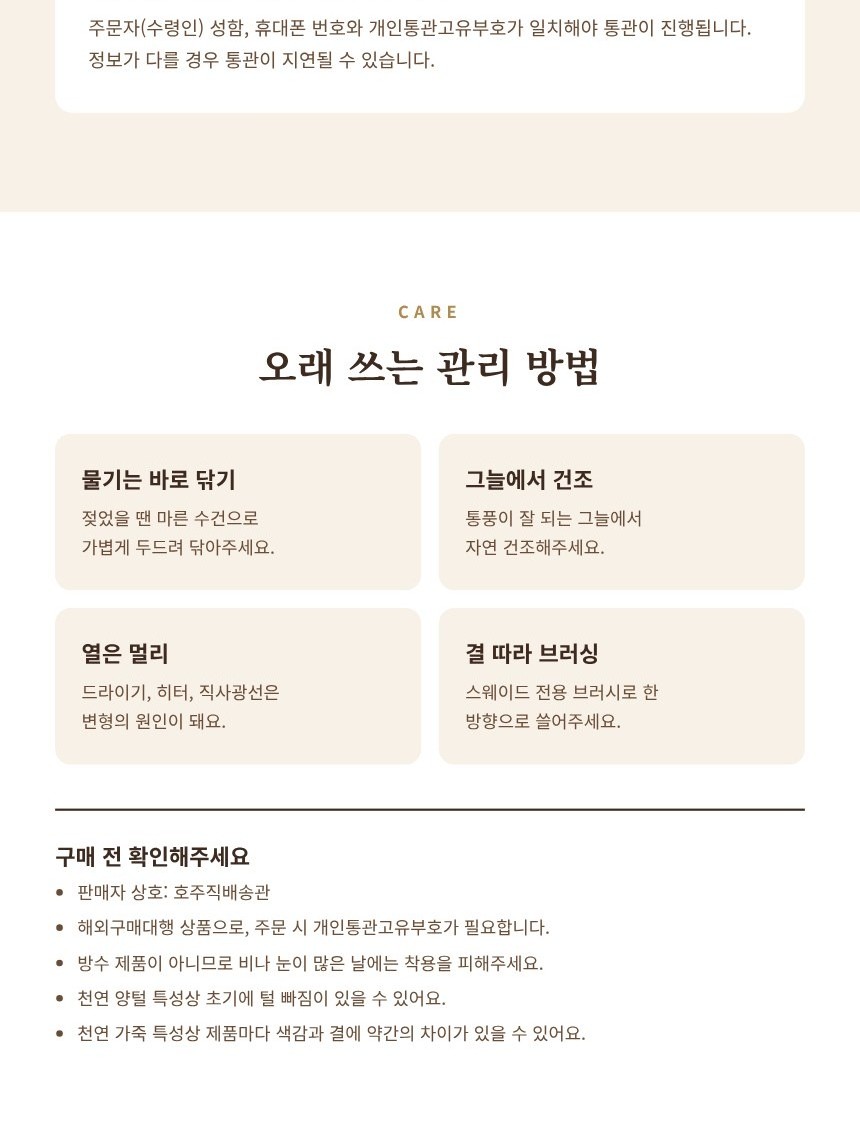 주문자(수령인) 성함, 휴대폰 번호와 개인통관고유부호가 일치해야 통관이 진행됩니다.
정보가 다를 경우 통관이 지연될 수 있습니다.
CARE
오래 쓰는 관리 방법
물기는 바로 닦기
젖었을 땐 마른 수건으로
가볍게 두드려 닦아주세요.
그늘에서 건조
통풍이 잘 되는 그늘에서
자연 건조해주세요.
열은 멀리
드라이기, 히터, 직사광선은
변형의 원인이 돼요.
결 따라 브러싱
스웨이드 전용 브러시로 한
방향으로 쓸어주세요.
구매 전 확인해주세요
• 판매자 상호: 호주직배송관
• 해외구매대행 상품으로, 주문 시 개인통관고유부호가 필요합니다.
• 방수 제품이 아니므로 비나 눈이 많은 날에는 착용을 피해주세요.
• 천연 양털 특성상 초기에 털 빠짐이 있을 수 있어요.
• 천연 가죽 특성상 제품마다 색감과 결에 약간의 차이가 있을 수 있어요.